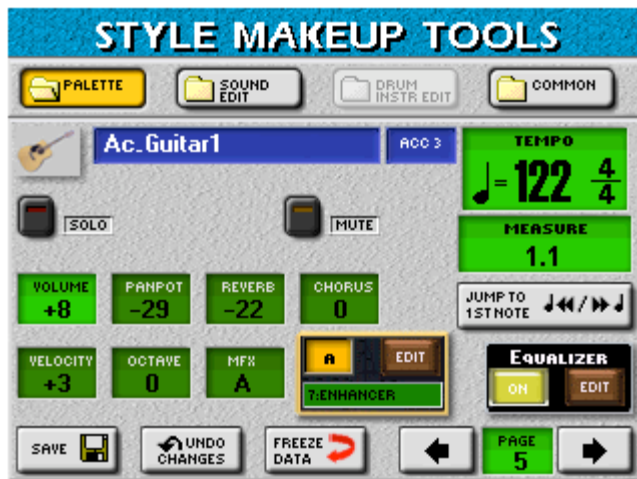 STYLE MAKEUP TOOLS
PALETTE
SOUND
EDIT
DRUM
INSTR EDIT
COMMON
Ac.Guitar1
ACC 3
TEMPO
=122 4/4
SOLO
MUTE
MEASURE
1.1
VOLUME
+8
PANPOT
-29
REVERB
-22
CHORUS
0
JUMP TO
1ST NOTE
/
VELOCITY
+3
OCTAVE
0
MFX
A
A
EDIT
7:ENHANCER
EQUALIZER
ON
EDIT
SAVE
UNDO
CHANGES
FREEZE
DATA
PAGE
5